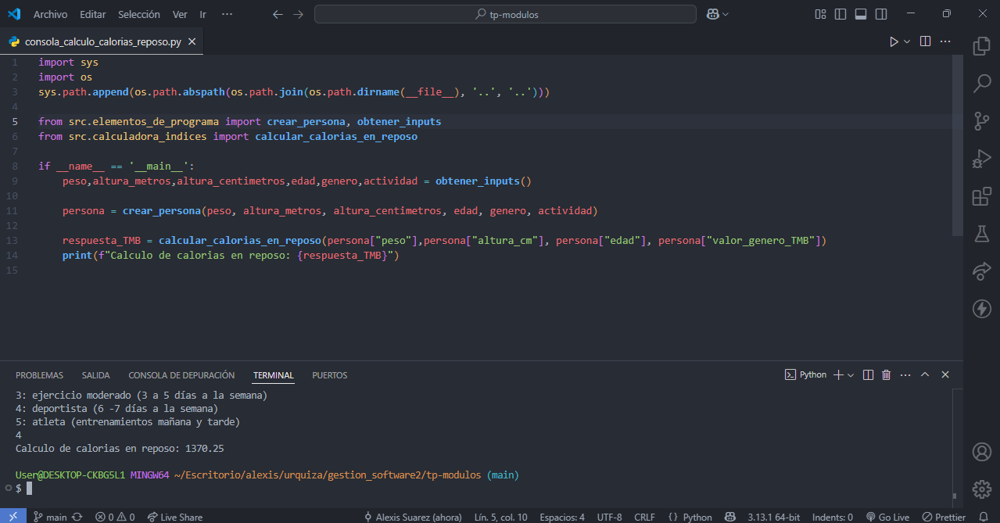 Archivo Editar Selección Ver Ir ··· tp-modulos
consola_calculo_calorias_reposo.py
1 import sys
2 import os
3 sys.path.append(os.path.abspath(os.path.join(os.path.dirname(__file__), '..', '..')))
4
5 from src.elementos_de_programa import crear_persona, obtener_inputs
6 from src.calculadora_indices import calcular_calorias_en_reposo
7
8 if __name__ == '__main__':
9 peso,altura_metros,altura_centimetros,edad,genero,actividad = obtener_inputs()
10
11 persona = crear_persona(peso, altura_metros, altura_centimetros, edad, genero, actividad)
12
13 respuesta_TMB = calcular_calorias_en_reposo(persona["peso"],persona["altura_cm"], persona["edad"], persona["valor_genero_TMB"])
14 print(f"Calculo de calorias en reposo: {respuesta_TMB}")
15
PROBLEMAS SALIDA CONSOLA DE DEPURACIÓN TERMINAL PUERTOS Python
3: ejercicio moderado (3 a 5 días a la semana)
4: deportista (6 -7 días a la semana)
5: atleta (entrenamientos mañana y tarde)
4
Calculo de calorias en reposo: 1370.25
User@DESKTOP-CKBG5L1 MINGW64 ~/Escritorio/alexis/urquiza/gestion_software2/tp-modulos (main)
$
main 0 0 Live Share Alexis Suarez (ahora) Lín. 5, col. 10 Espacios: 4 UTF-8 CRLF {} Python 3.13.1 64-bit Indents: 0 Go Live Prettier